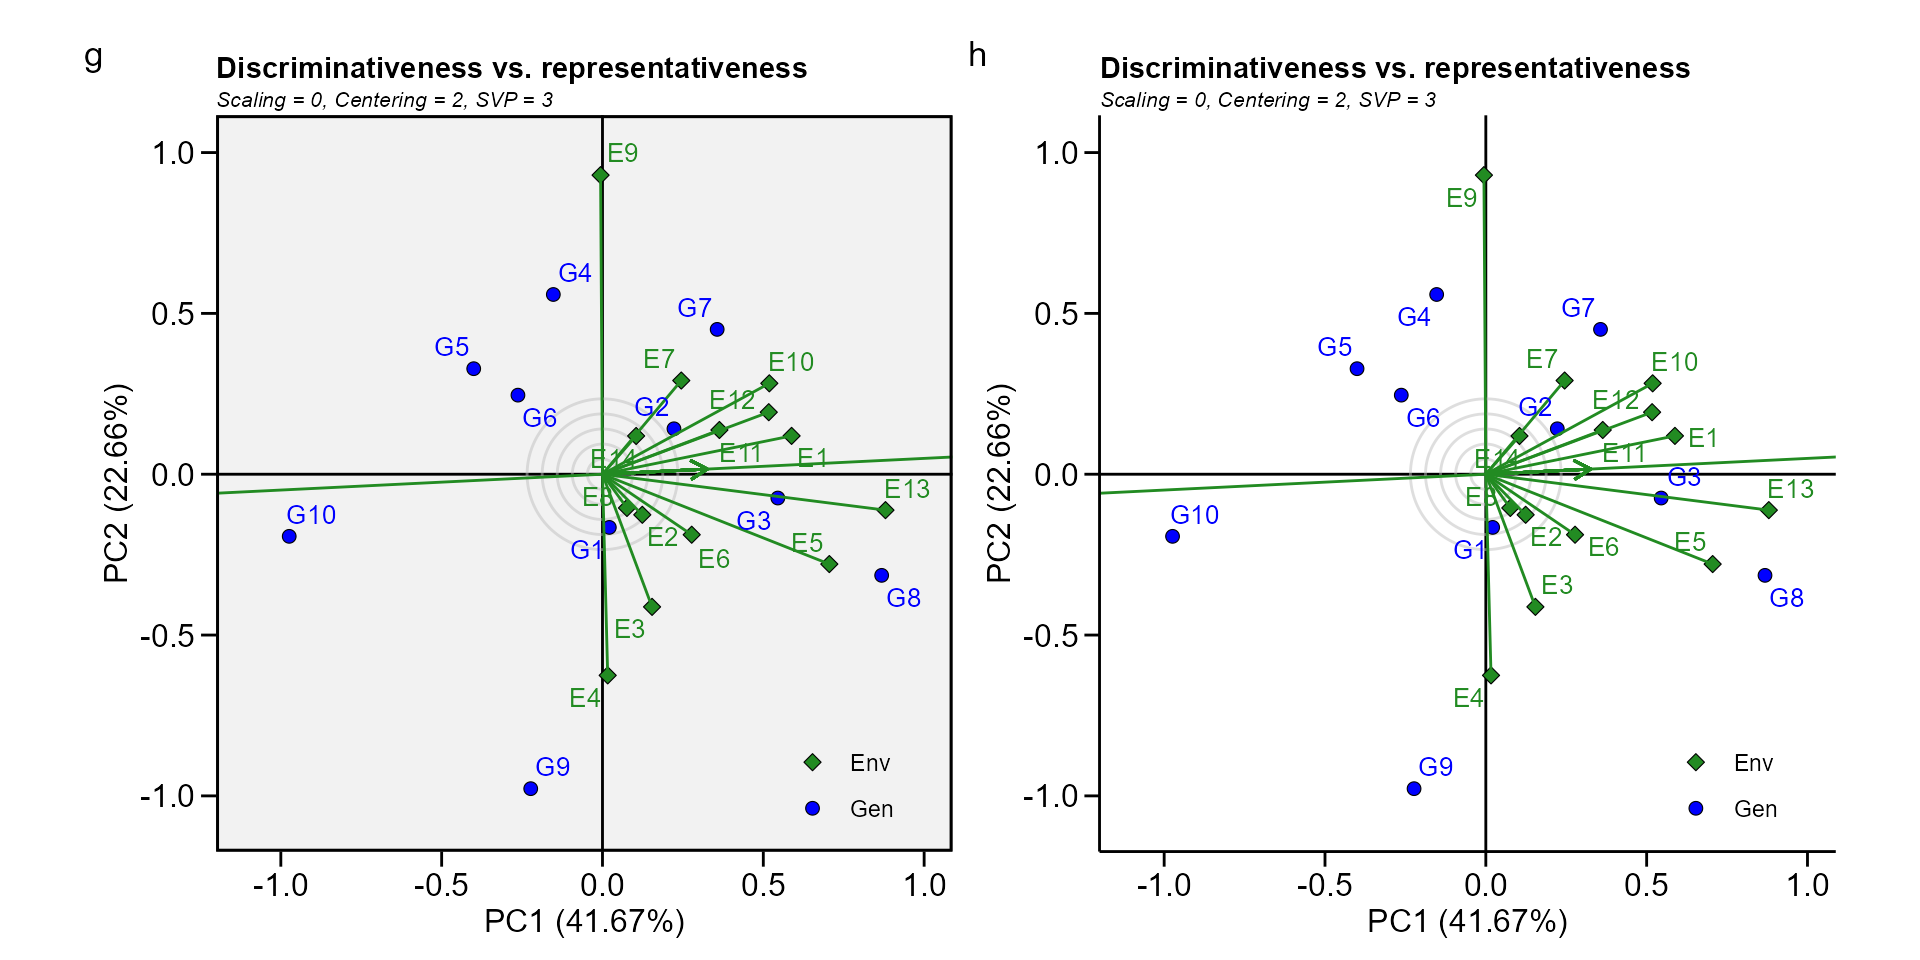 g
Discriminativeness vs. representativeness
Scaling = 0, Centering = 2, SVP = 3
PC2 (22.66%)
1.0
0.5
0.0
-0.5
-1.0
E9
G4
G7
G5
E7
E10
G6
G2
E12
E14
E11
E1
G10
G3
E13
G1
E2
E6
E5
G8
E3
E4
G9
Env
Gen
-1.0
-0.5
0.0
0.5
1.0
PC1 (41.67%)
h
Discriminativeness vs. representativeness
Scaling = 0, Centering = 2, SVP = 3
PC2 (22.66%)
1.0
0.5
0.0
-0.5
-1.0
E9
G4
G7
G5
E7
E10
G6
G2
E12
E14
E11
E1
G10
G3
E13
G1
E2
E6
E5
G8
E3
E4
G9
Env
Gen
-1.0
-0.5
0.0
0.5
1.0
PC1 (41.67%)